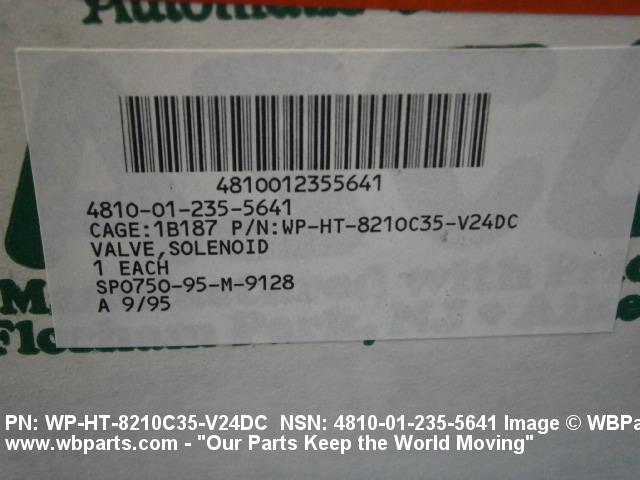 Automatic
4810012355641
4810-01-235-5641
CAGE:1B187 P/N:WP-HT-8210C35-V24DC
VALVE,SOLENOID
1 EACH
SPO750-95-M-9128
A 9/95
PN: WP-HT-8210C35-V24DC NSN: 4810-01-235-5641 Image © WBPa
www.wbparts.com - "Our Parts Keep the World Moving"